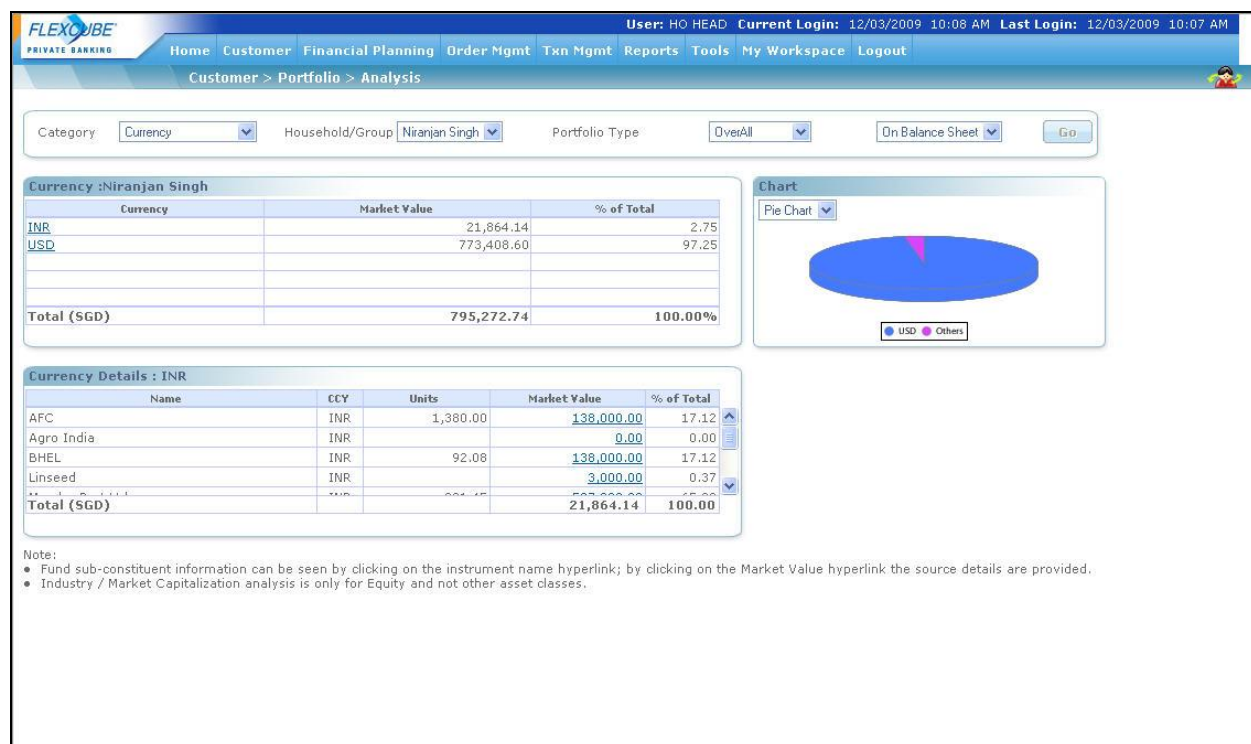 FLEXCUBE
PRIVATE BANKING
User: HO HEAD Current Login: 12/03/2009 10:08 AM Last Login: 12/03/2009 10:07 AM
Home Customer Financial Planning Order Mgmt Txn Mgmt Reports Tools My Workspace Logout
Customer > Portfolio > Analysis
Category Currency Household/Group Niranjan Singh Portfolio Type OverAll On Balance Sheet Go
Currency :Niranjan Singh
Currency Market Value % of Total
INR 21,864.14 2.75
USD 773,408.60 97.25
Total (SGD) 795,272.74 100.00%
Chart
Pie Chart
USD Others
Currency Details : INR
Name CCY Units Market Value % of Total
AFC INR 1,380.00 138,000.00 17.12
Agro India INR 0.00 0.00
BHEL INR 92.08 138,000.00 17.12
Linseed INR 3,000.00 0.37
Total (SGD) 21,864.14 100.00
Note:
• Fund sub-constituent information can be seen by clicking on the instrument name hyperlink; by clicking on the Market Value hyperlink the source details are provided.
• Industry / Market Capitalization analysis is only for Equity and not other asset classes.